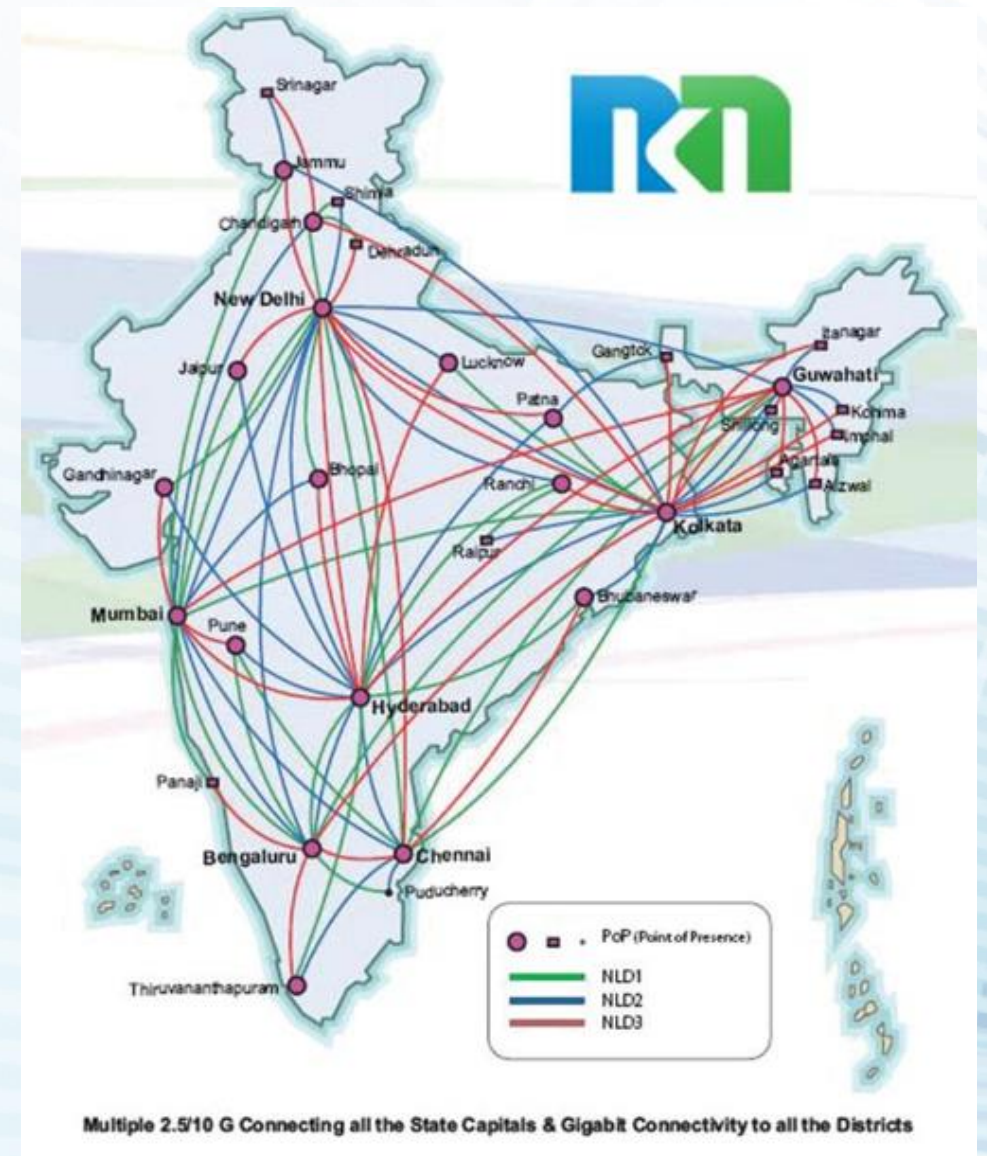 NKN
Srinagar
Jammu
Shimla
Chandigarh
Dehradun
New Delhi
Itanagar
Gangtok
Lucknow
Jaipur
Guwahati
Patna
Kohima
Shillong
Imphal
Agartala
Bhopal
Gandhinagar
Ranchi
Aizwal
Kolkata
Raipur
Bhubaneswar
Mumbai
Pune
Hyderabad
Panaji
Bengaluru
Chennai
Puducherry
PoP (Point of Presence)
NLD1
NLD2
NLD3
Thiruvananthapuram
Multiple 2.5/10 G Connecting all the State Capitals & Gigabit Connectivity to all the Districts